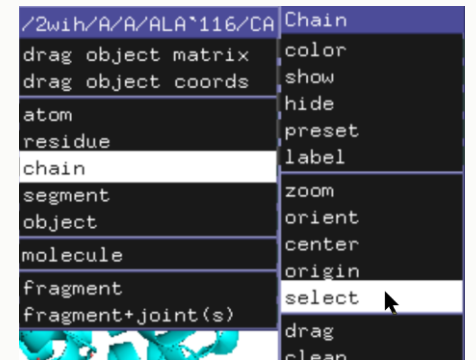 /2wih/A/A/ALA`116/CA
drag object matrix
drag object coords
atom
residue
chain
segment
object
molecule
fragment
fragment+joint(s)
Chain
color
show
hide
preset
label
zoom
orient
center
origin
select
drag
clean